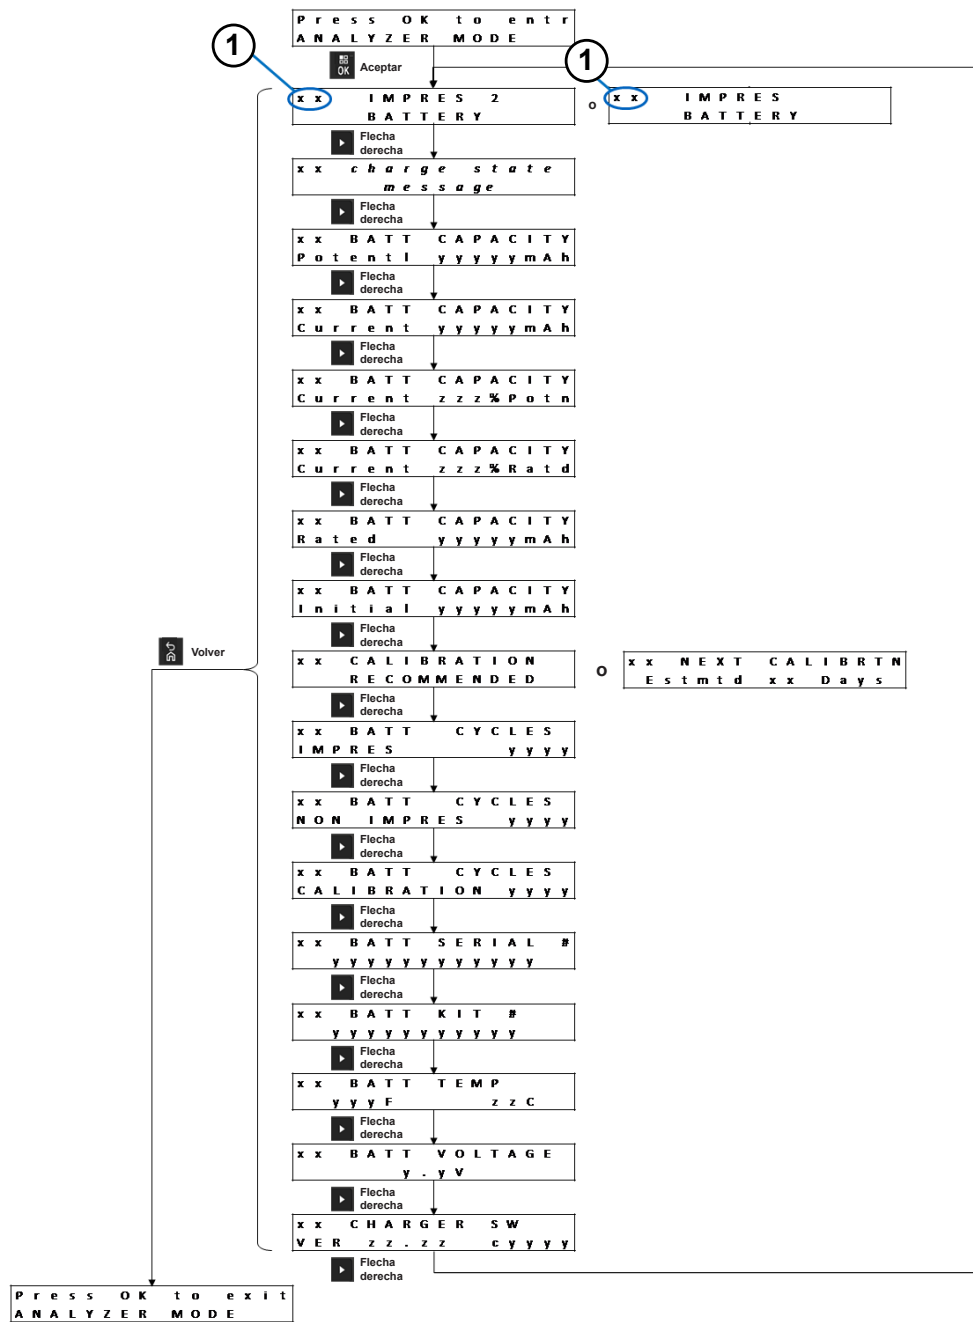 Press OK to entr
ANALYZER MODE
1
OK Aceptar
1
xx IMPRES 2
BATTERY
o
xx IMPRES
BATTERY
Flecha
derecha
xx charge state
message
Flecha
derecha
xx BATT CAPACITY
Potentl yyyyymAh
Flecha
derecha
xx BATT CAPACITY
Current yyyyymAh
Flecha
derecha
xx BATT CAPACITY
Current zzz%Potn
Flecha
derecha
xx BATT CAPACITY
Current zzz%Ratd
Flecha
derecha
xx BATT CAPACITY
Rated yyyyymAh
Flecha
derecha
xx BATT CAPACITY
Initial yyyyymAh
Flecha
derecha
Volver
xx CALIBRATION
RECOMMENDED
o
xx NEXT CALIBRTN
Estmtd xx Days
Flecha
derecha
xx BATT CYCLES
IMPRES yyyy
Flecha
derecha
xx BATT CYCLES
NON IMPRES yyyy
Flecha
derecha
xx BATT CYCLES
CALIBRATION yyyy
Flecha
derecha
xx BATT SERIAL #
yyyyyyyyyyyy
Flecha
derecha
xx BATT KIT #
yyyyyyyyyyy
Flecha
derecha
xx BATT TEMP
yyyF zzC
Flecha
derecha
xx BATT VOLTAGE
y.yV
Flecha
derecha
xx CHARGER SW
VER zz.zz cyyyy
Flecha
derecha
Press OK to exit
ANALYZER MODE